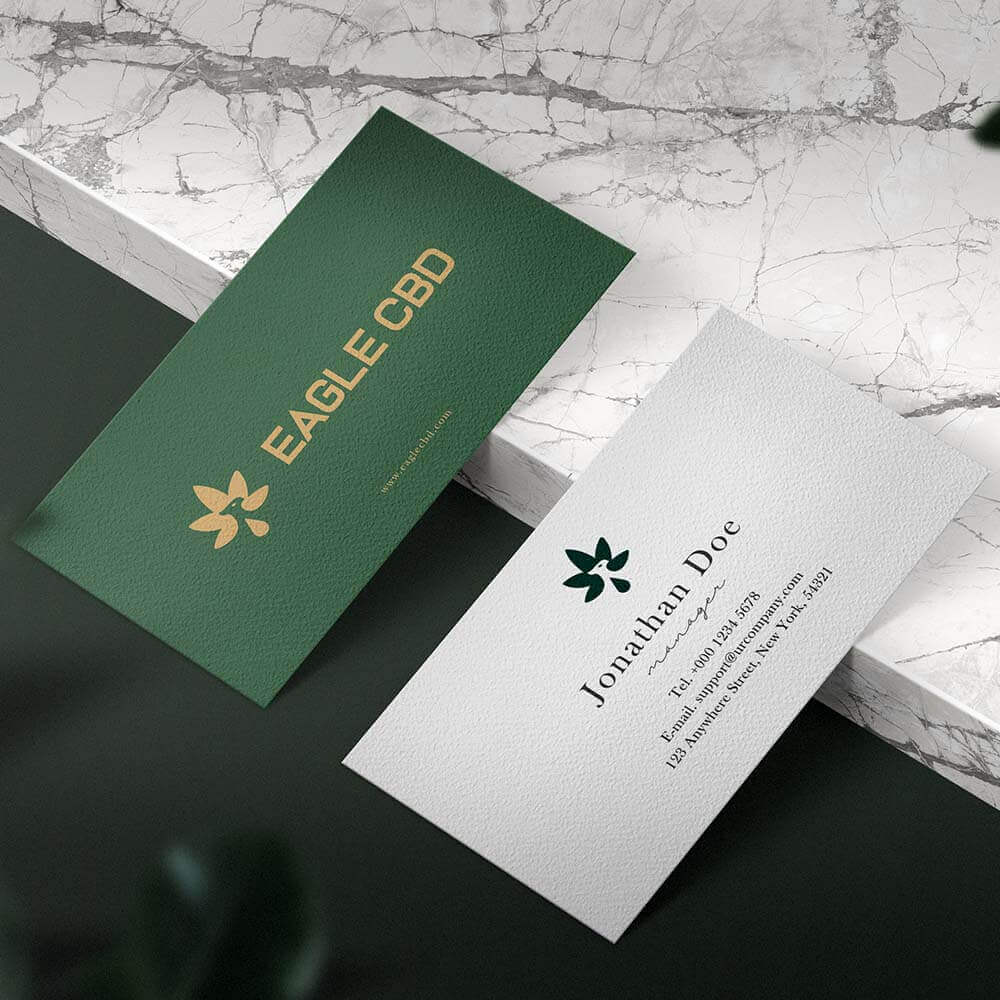 EAGLE CBD
www.eaglecbd.com
Jonathan Doe
manager
Tel. +000 1234 5678
E-mail. support@urcompany.com
123 Anywhere Street, New York, 54321